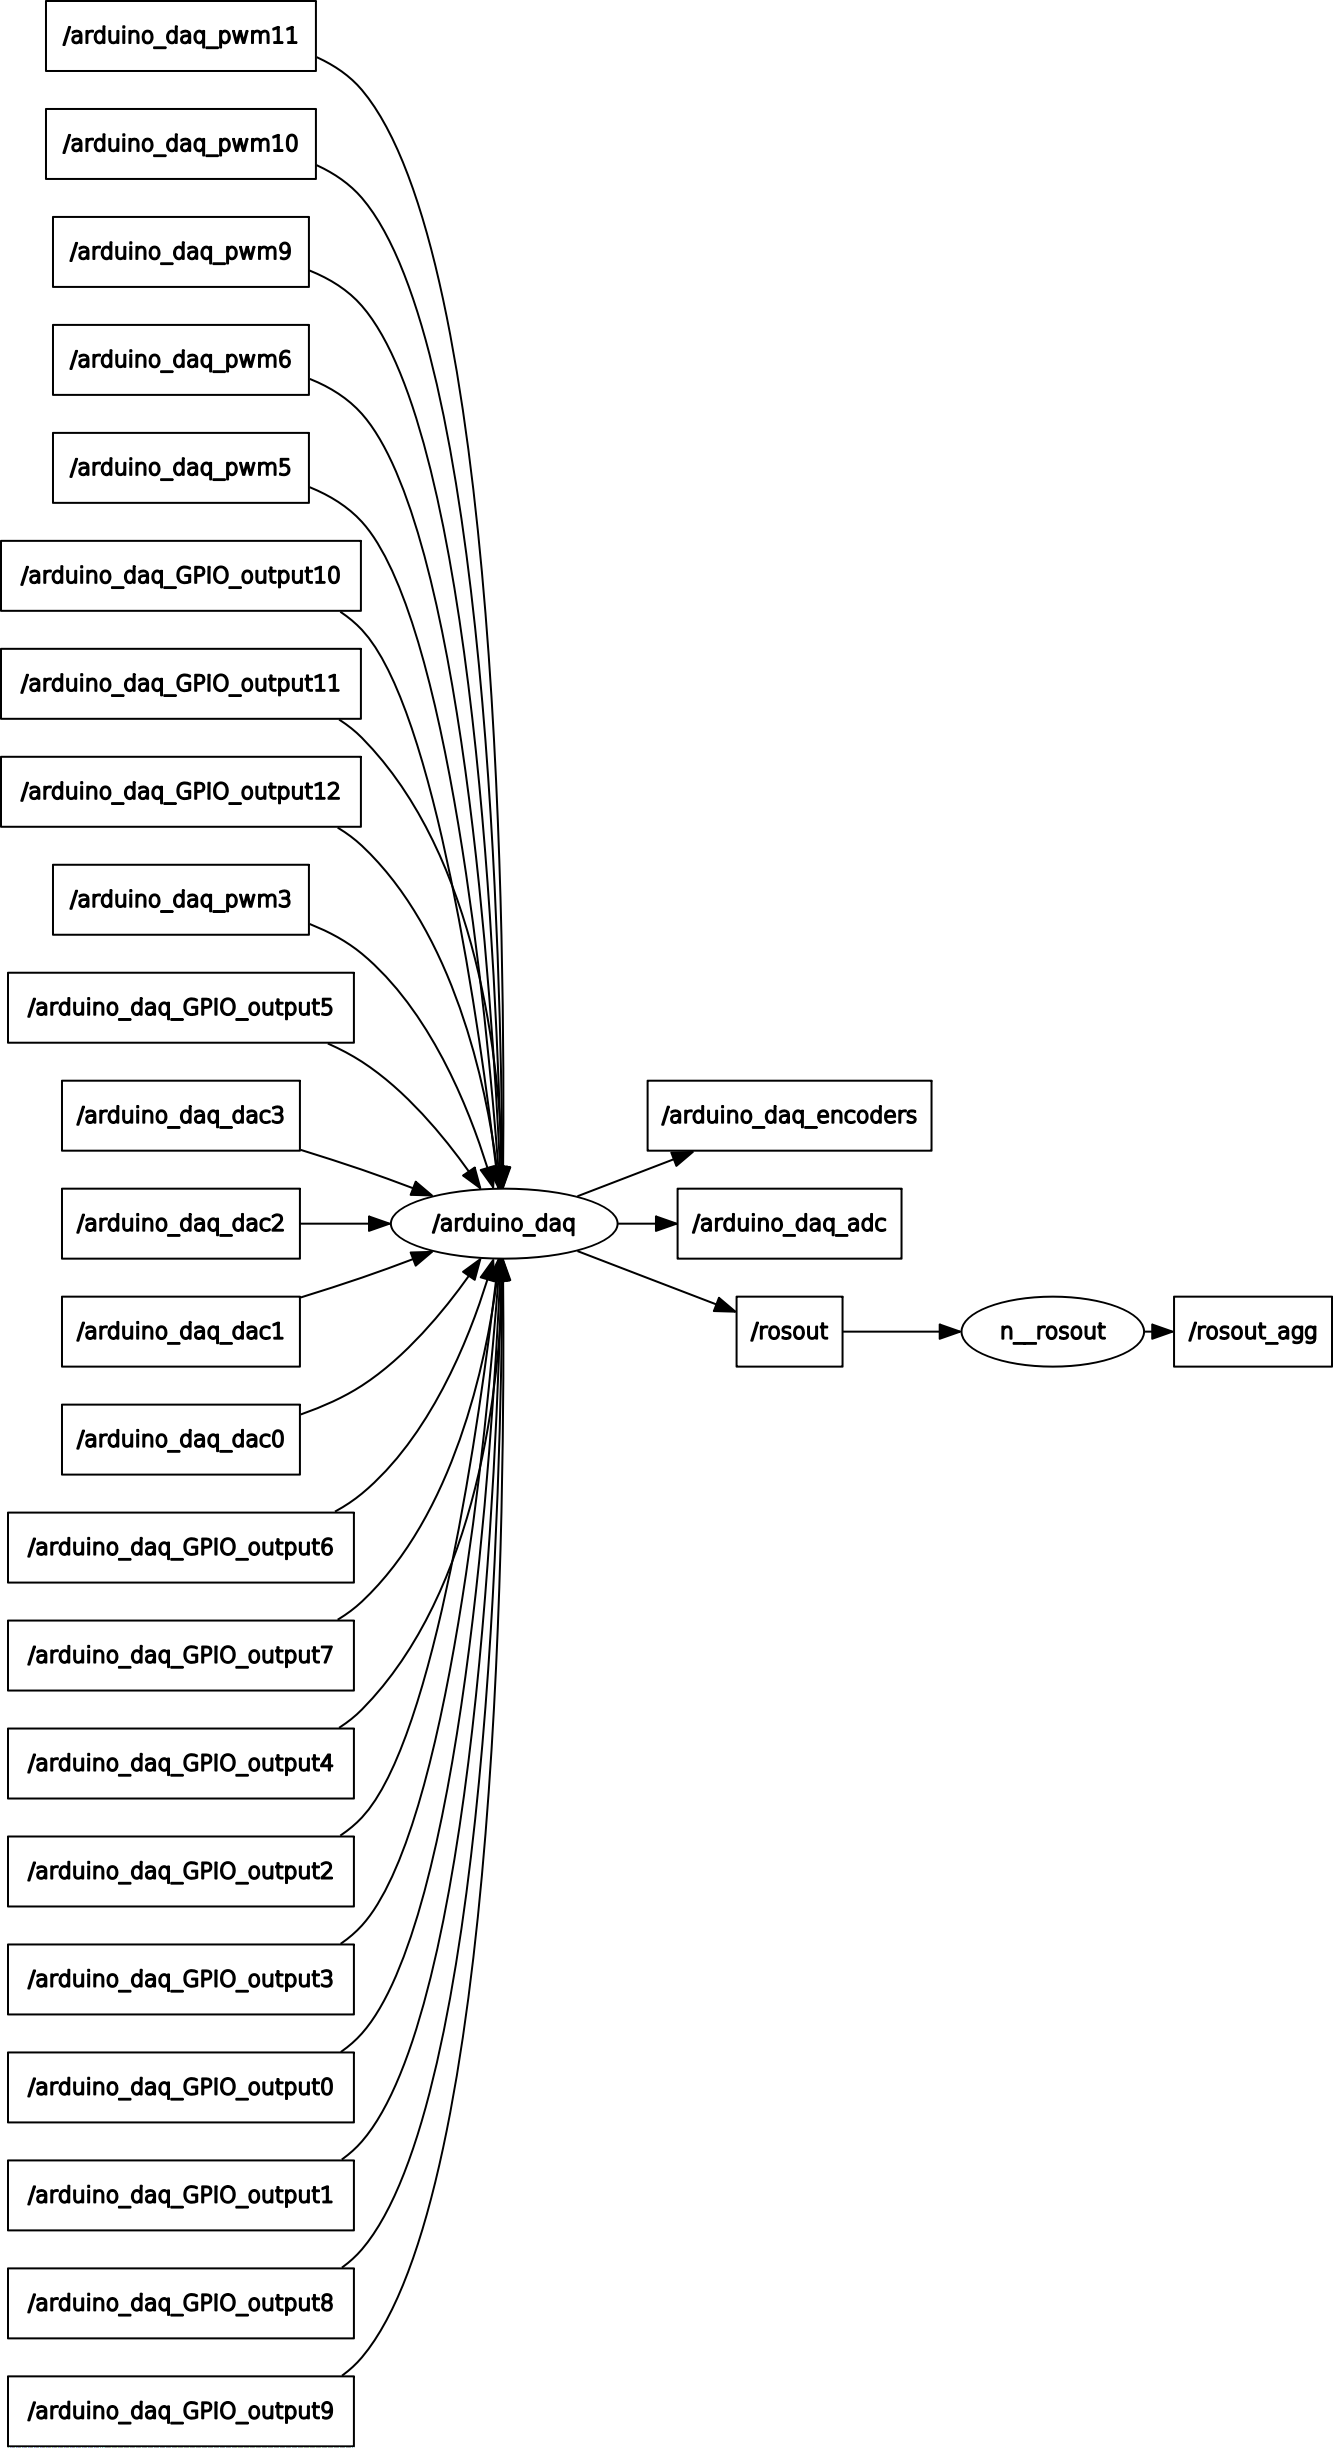 /arduino_daq_pwm11
/arduino_daq_pwm10
/arduino_daq_pwm9
/arduino_daq_pwm6
/arduino_daq_pwm5
/arduino_daq_GPIO_output10
/arduino_daq_GPIO_output11
/arduino_daq_GPIO_output12
/arduino_daq_pwm3
/arduino_daq_GPIO_output5
/arduino_daq_dac3
/arduino_daq_dac2
/arduino_daq_dac1
/arduino_daq_dac0
/arduino_daq_GPIO_output6
/arduino_daq_GPIO_output7
/arduino_daq_GPIO_output4
/arduino_daq_GPIO_output2
/arduino_daq_GPIO_output3
/arduino_daq_GPIO_output0
/arduino_daq_GPIO_output1
/arduino_daq_GPIO_output8
/arduino_daq_GPIO_output9
/arduino_daq
/arduino_daq_encoders
/arduino_daq_adc
/rosout
n__rosout
/rosout_agg